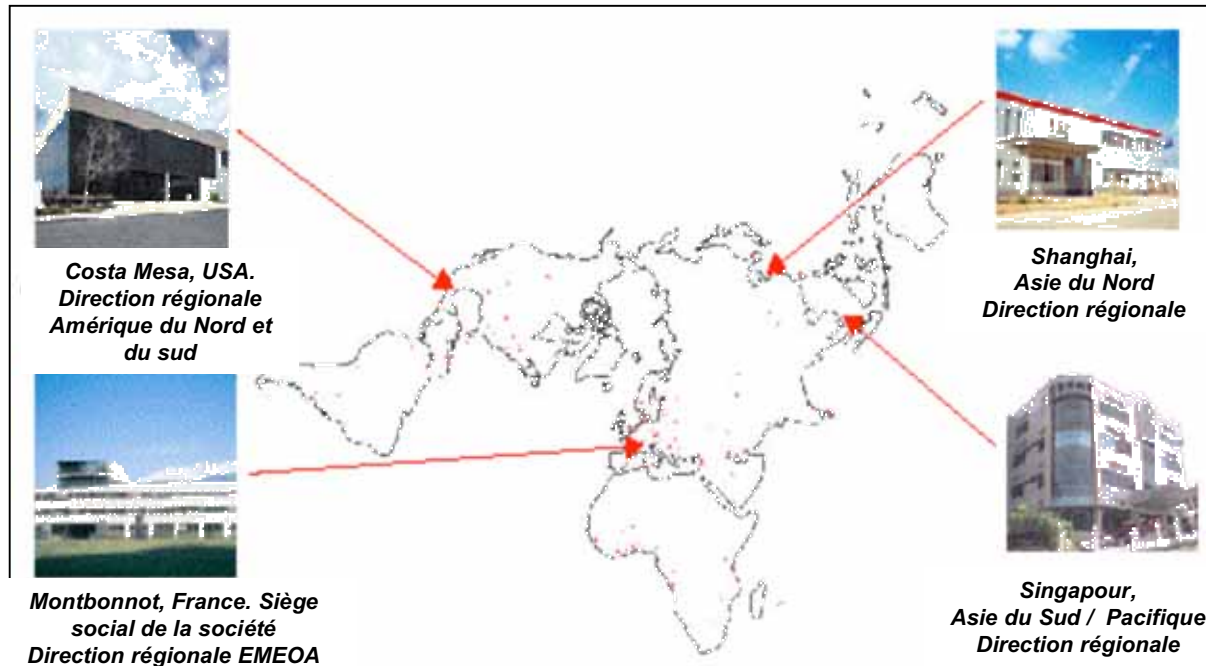 Costa Mesa, USA.
Direction régionale
Amérique du Nord et
du sud
Shanghai,
Asie du Nord
Direction régionale
Montbonnot, France. Siège
social de la société
Direction régionale EMEOA
Singapour,
Asie du Sud / Pacifique
Direction régionale